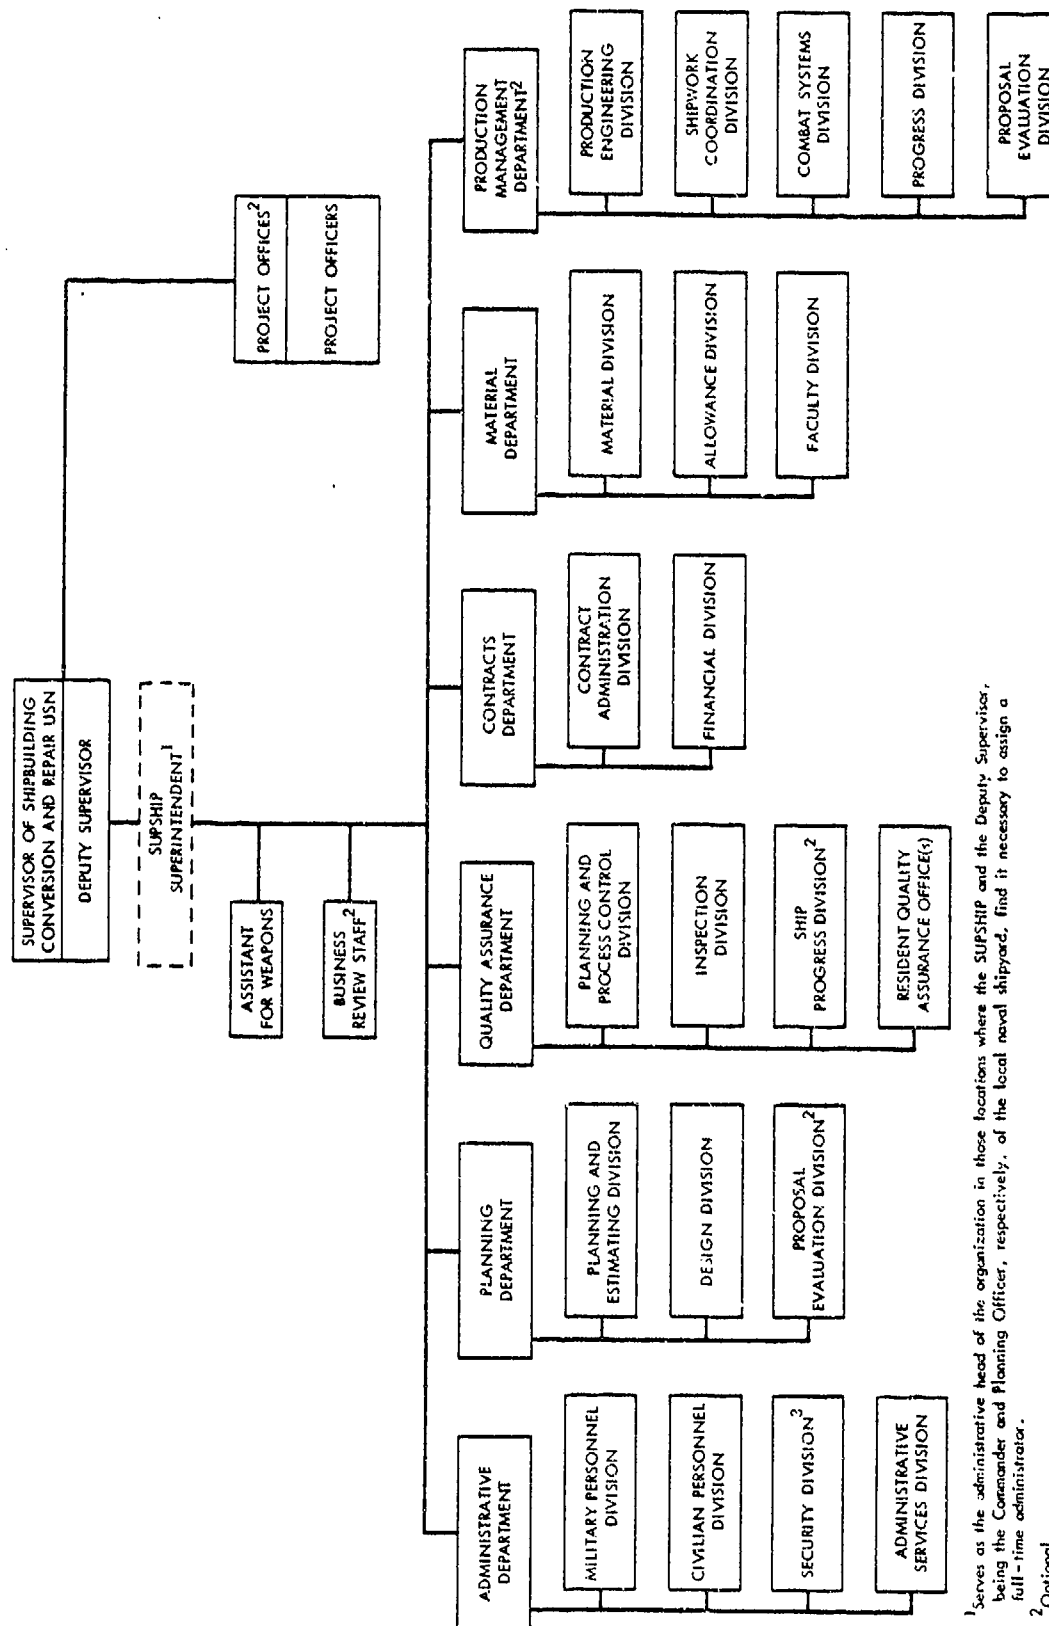 SUPERVISOR OF SHIPBUILDING
CONVERSION AND REPAIR USN
DEPUTY SUPERVISOR
SUPSHIP
SUPERINTENDENT1
PROJECT OFFICES2
PROJECT OFFICERS
ASSISTANT
FOR WEAPONS
BUSINESS
REVIEW STAFF2
ADMINISTRATIVE
DEPARTMENT
MILITARY PERSONNEL
DIVISION
CIVILIAN PERSONNEL
DIVISION
SECURITY DIVISION3
ADMINISTRATIVE
SERVICES DIVISION
PLANNING
DEPARTMENT
PLANNING AND
ESTIMATING DIVISION
DESIGN DIVISION
PROPOSAL
EVALUATION DIVISION2
QUALITY ASSURANCE
DEPARTMENT
PLANNING AND
PROCESS CONTROL
DIVISION
INSPECTION
DIVISION
SHIP
PROGRESS DIVISION2
RESIDENT QUALITY
ASSURANCE OFFICE(s)
CONTRACTS
DEPARTMENT
CONTRACT
ADMINISTRATION
DIVISION
FINANCIAL DIVISION
MATERIAL
DEPARTMENT
MATERIAL DIVISION
ALLOWANCE DIVISION
FACULTY DIVISION
PRODUCTION
MANAGEMENT
DEPARTMENT2
PRODUCTION
ENGINEERING
DIVISION
SHIPWORK
COORDINATION
DIVISION
COMBAT SYSTEMS
DIVISION
PROGRESS DIVISION
PROPOSAL
EVALUATION
DIVISION
1Serves as the administrative head of the organization in those locations where the SUPSHIP and the Deputy Supervisor,
being the Commander and Planning Officer, respectively, of the local naval shipyard, find it necessary to assign a
full-time administrator.
2Optional